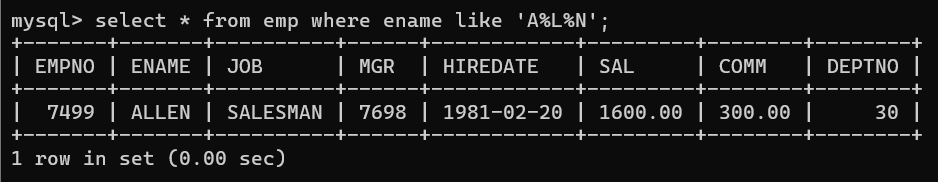 mysql> select * from emp where ename like 'A%L%N';
+-------+-------+----------+------+------------+---------+--------+--------+
| EMPNO | ENAME | JOB      | MGR  | HIREDATE   | SAL     | COMM   | DEPTNO |
+-------+-------+----------+------+------------+---------+--------+--------+
|  7499 | ALLEN | SALESMAN | 7698 | 1981-02-20 | 1600.00 | 300.00 |     30 |
+-------+-------+----------+------+------------+---------+--------+--------+
1 row in set (0.00 sec)